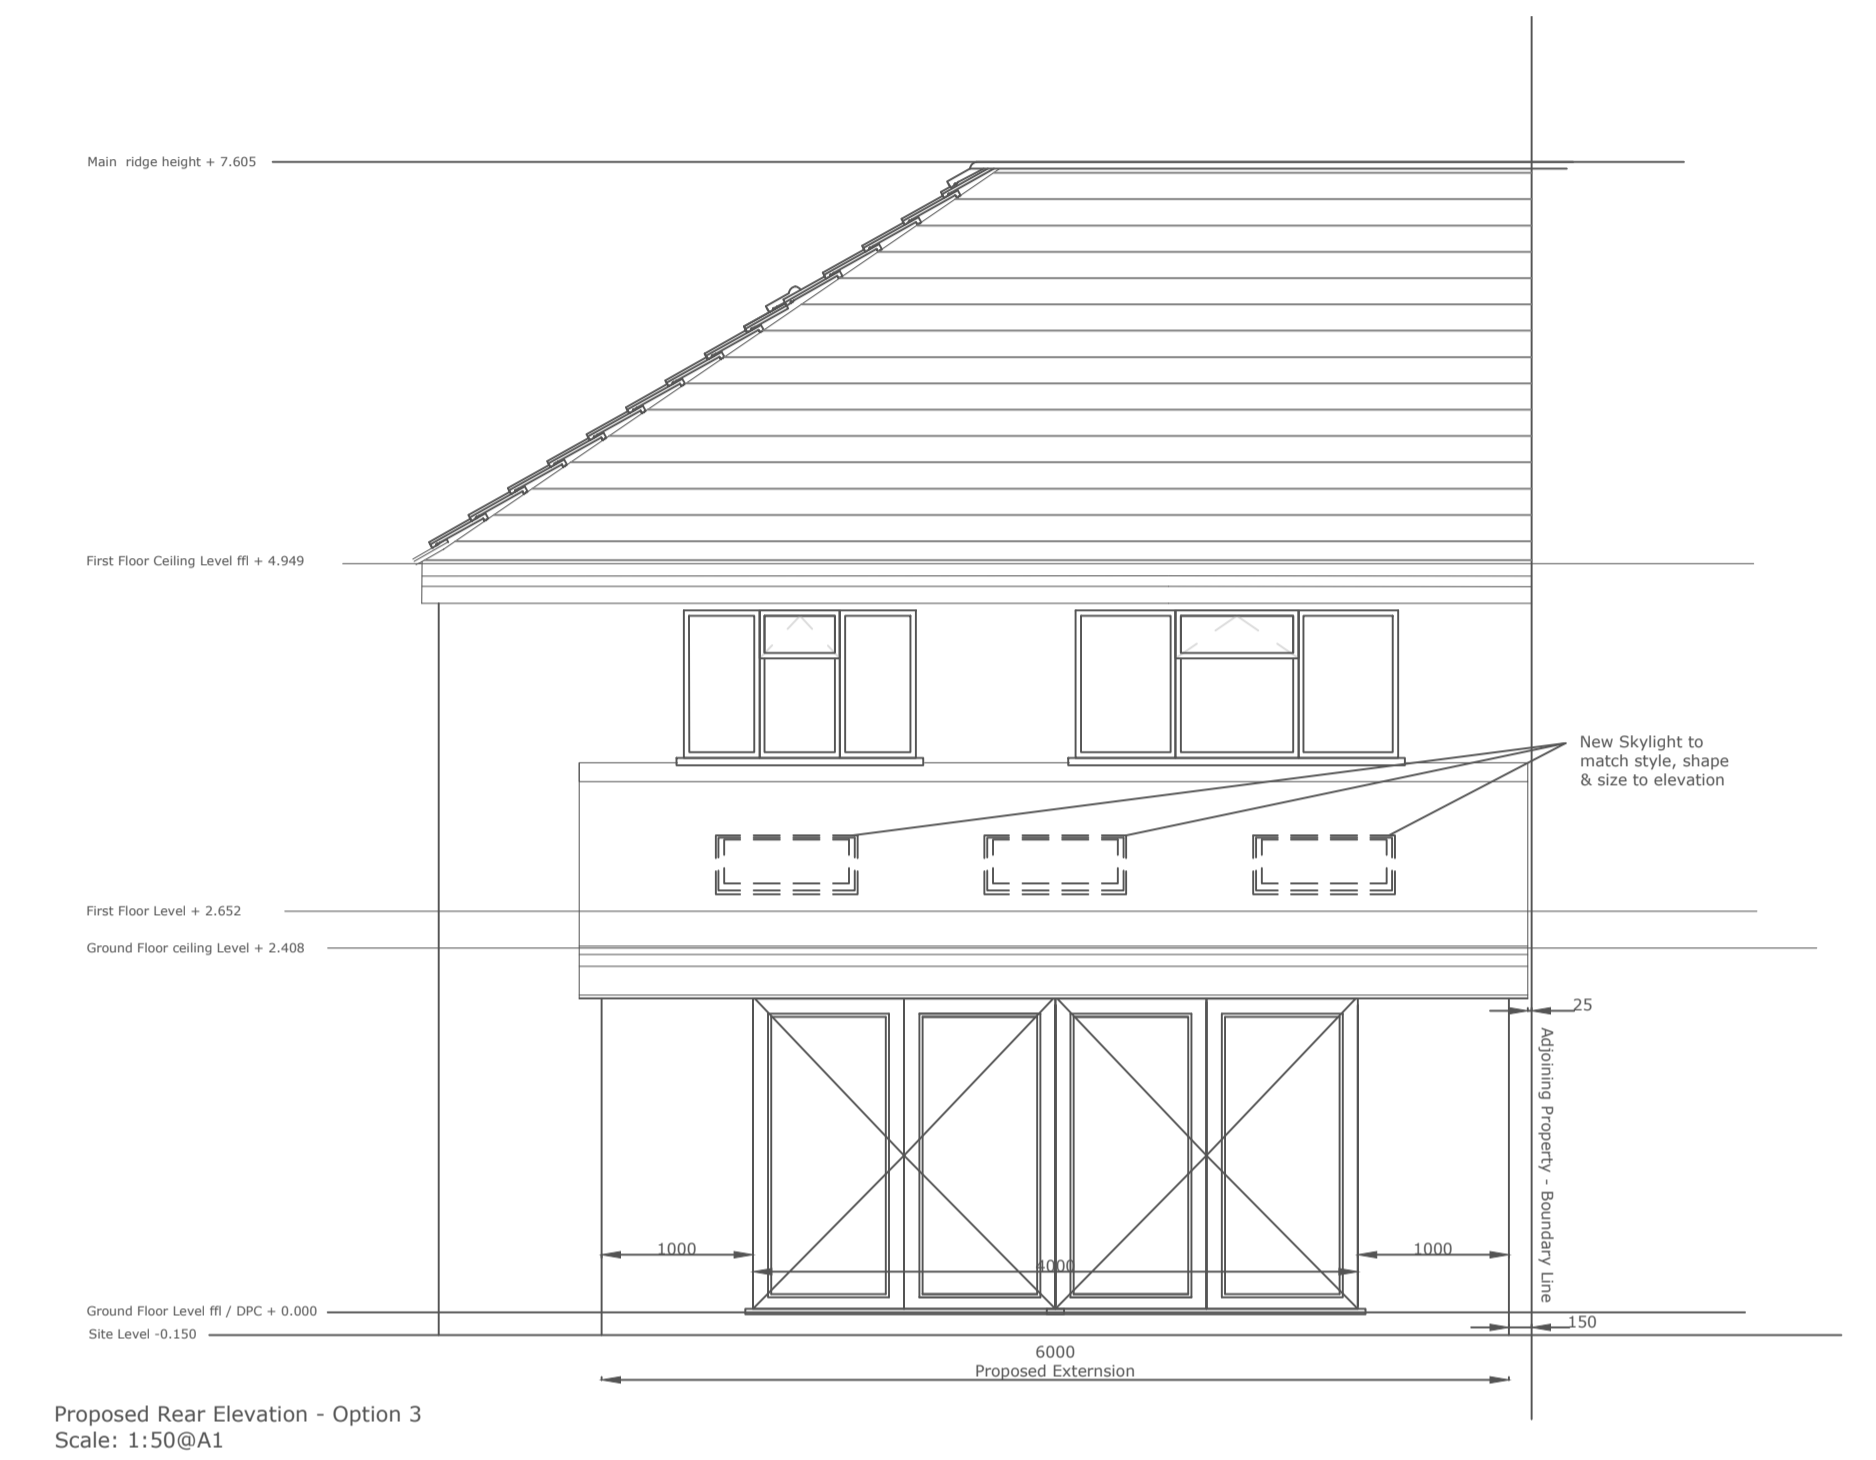 Main  ridge height + 7.605
First Floor Ceiling Level ffl + 4.949
New Skylight to
match style, shape
& size to elevation
First Floor Level + 2.652
Ground Floor ceiling Level + 2.408
25
Adjoining Property - Boundary Line
1000
4000
1000
Ground Floor Level ffl / DPC + 0.000
150
Site Level -0.150
6000
Proposed Externsion
Proposed Rear Elevation - Option 3
Scale: 1:50@A1